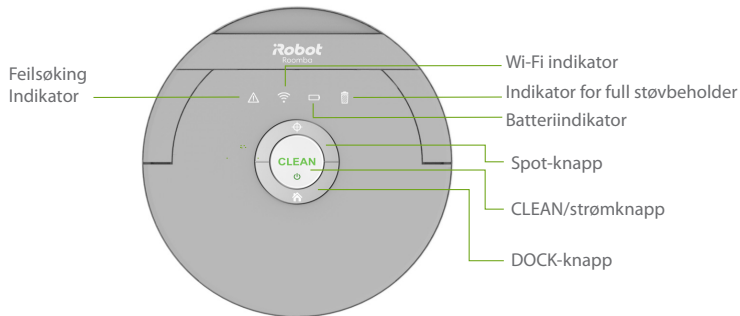 iRobot
Roomba
Feilsøking
Indikator
Wi-Fi indikator
Indikator for full støvbeholder
Batteriindikator
CLEAN
Spot-knapp
CLEAN/strømknapp
DOCK-knapp